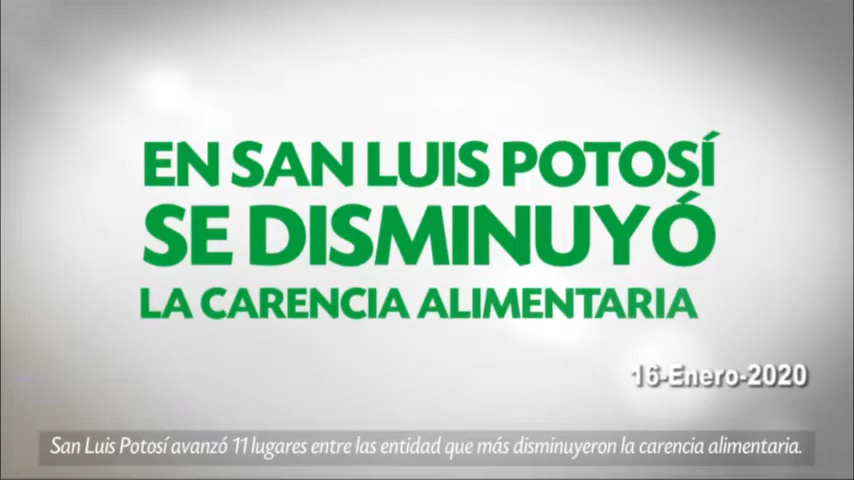 EN SAN LUIS POTOSÍ
SE DISMINUYÓ
LA CARENCIA ALIMENTARIA
16-Enero-2020
San Luis Potosí avanzó 11 lugares entre las entidad que más disminuyeron la carencia alimentaria.